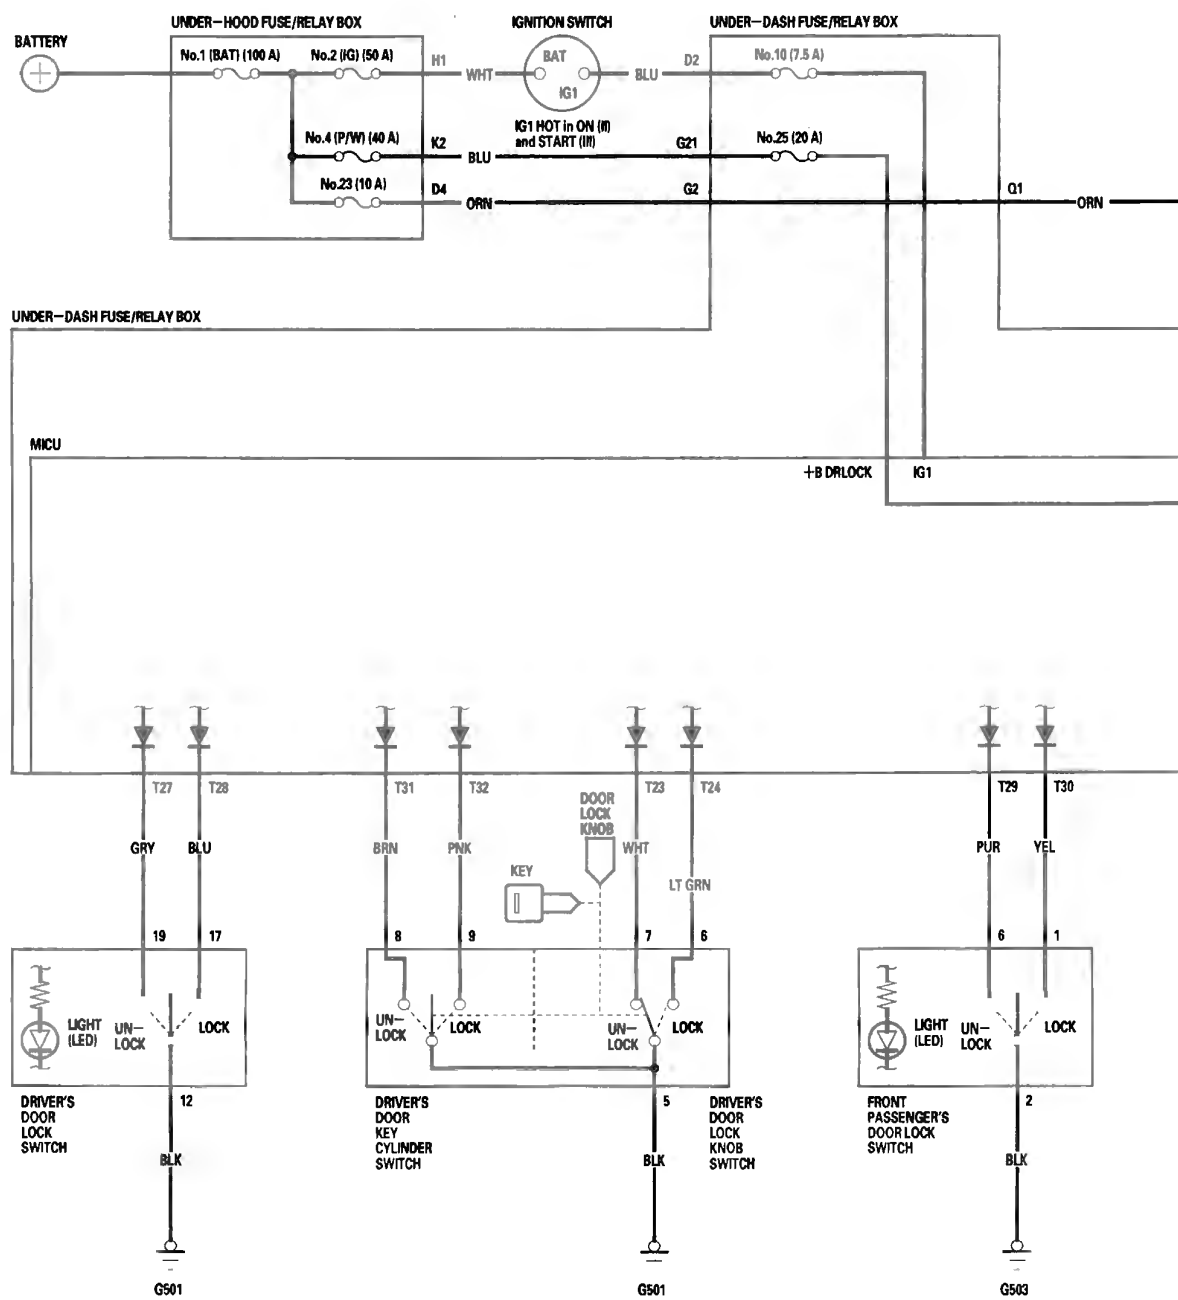 UNDER-HOOD FUSE/RELAY BOX
IGNITION SWITCH
UNDER-DASH FUSE/RELAY BOX
BATTERY
No.1 (BAT) (100 A)
No.2 (IG) (50 A)
H1
WHT
BAT
IG1
BLU
D2
No.10 (7.5 A)
IG1 HOT in ON (II)
and START (III)
No.4 (P/W) (40 A)
K2
BLU
G21
No.25 (20 A)
No.23 (10 A)
D4
ORN
G2
Q1
ORN
UNDER-DASH FUSE/RELAY BOX
MICU
+B DRLOCK
IG1
T27
T28
T31
T32
T23
T24
T29
T30
DOOR
LOCK
KNOB
GRY
BLU
BRN
PNK
WHT
PUR
YEL
KEY
LT GRN
19
17
8
9
7
6
6
1
LIGHT
(LED)
UN-
LOCK
LOCK
UN-
LOCK
LOCK
UN-
LOCK
LOCK
LIGHT
(LED)
UN-
LOCK
LOCK
DRIVER'S
DOOR
LOCK
SWITCH
12
DRIVER'S
DOOR
KEY
CYLINDER
SWITCH
5
DRIVER'S
DOOR
LOCK
KNOB
SWITCH
FRONT
PASSENGER'S
DOOR LOCK
SWITCH
2
BLK
BLK
BLK
G501
G501
G503